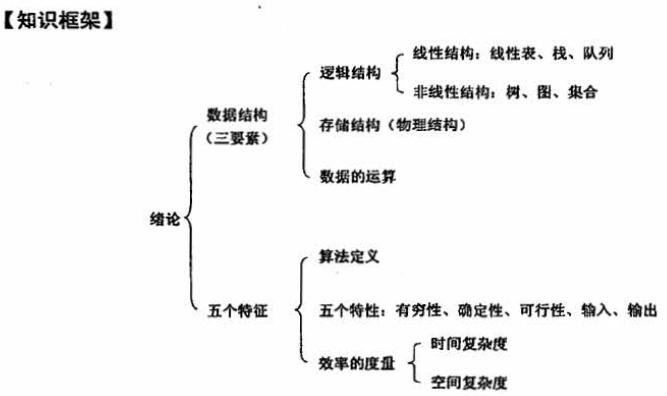 【知识框架】
线性结构：线性表、栈、队列
逻辑结构
非线性结构：树、图、集合
数据结构
（三要素）
存储结构（物理结构）
数据的运算
绪论
算法定义
五个特征
五个特性：有穷性、确定性、可行性、输入、输出
时间复杂度
效率的度量
空间复杂度